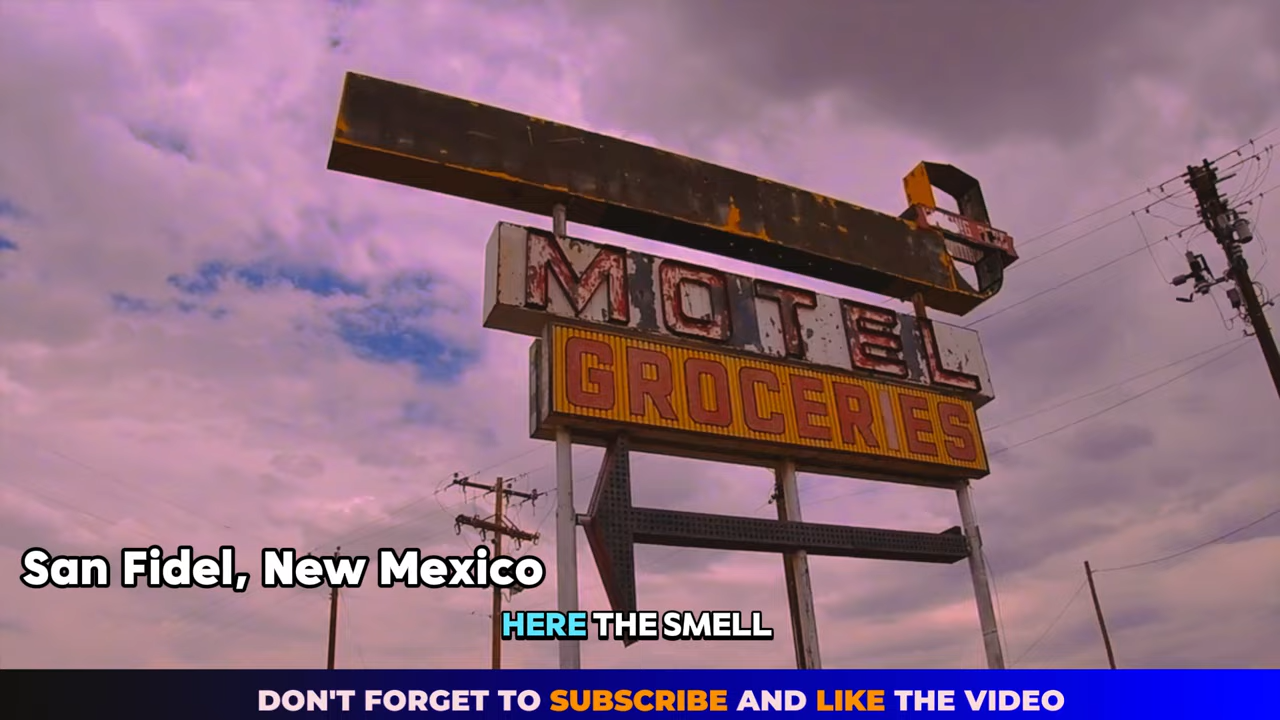 MOTEL
GROCERIES
San Fidel, New Mexico
HERE THE SMELL
DON'T FORGET TO SUBSCRIBE AND LIKE THE VIDEO